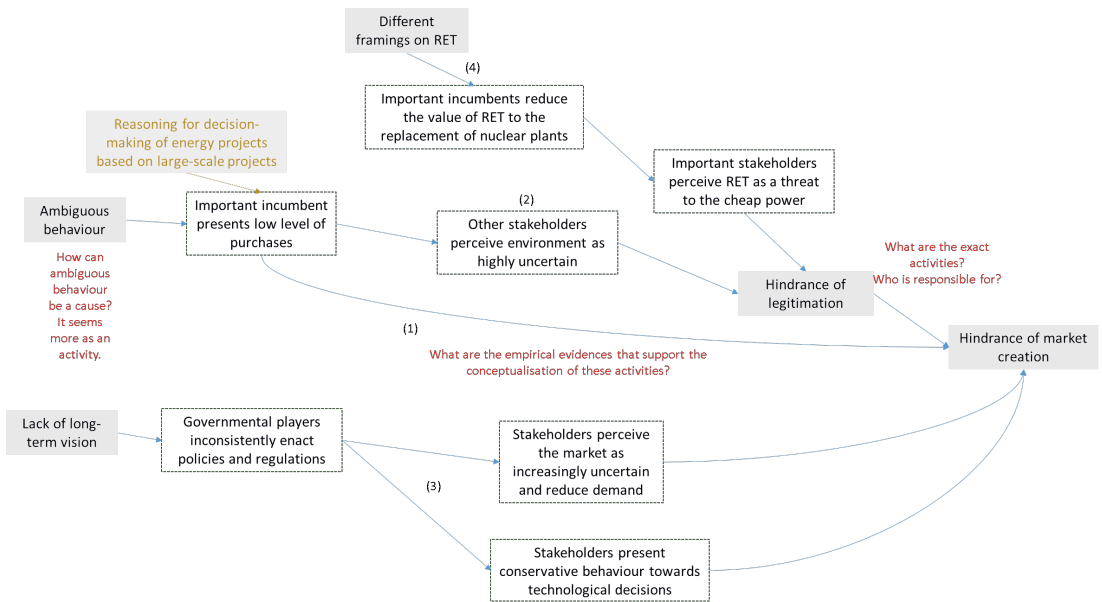 Different
framings on RET
(4)
Important incumbents reduce
the value of RET to the
replacement of nuclear plants
Reasoning for decision-
making of energy projects
based on large-scale projects
Important stakeholders
perceive RET as a threat
to the cheap power
Ambiguous
behaviour
Important incumbent
presents low level of
purchases
(2)
Other stakeholders
perceive environment as
highly uncertain
How can
ambiguous
behaviour
be a cause?
It seems
more as an
activity.
What are the exact
activities?
Who is responsible for?
Hindrance of
legitimation
(1)
What are the empirical evidences that support the
conceptualisation of these activities?
Hindrance of market
creation
Lack of long-
term vision
Governmental players
inconsistently enact
policies and regulations
Stakeholders perceive
the market as
increasingly uncertain
and reduce demand
(3)
Stakeholders present
conservative behaviour towards
technological decisions